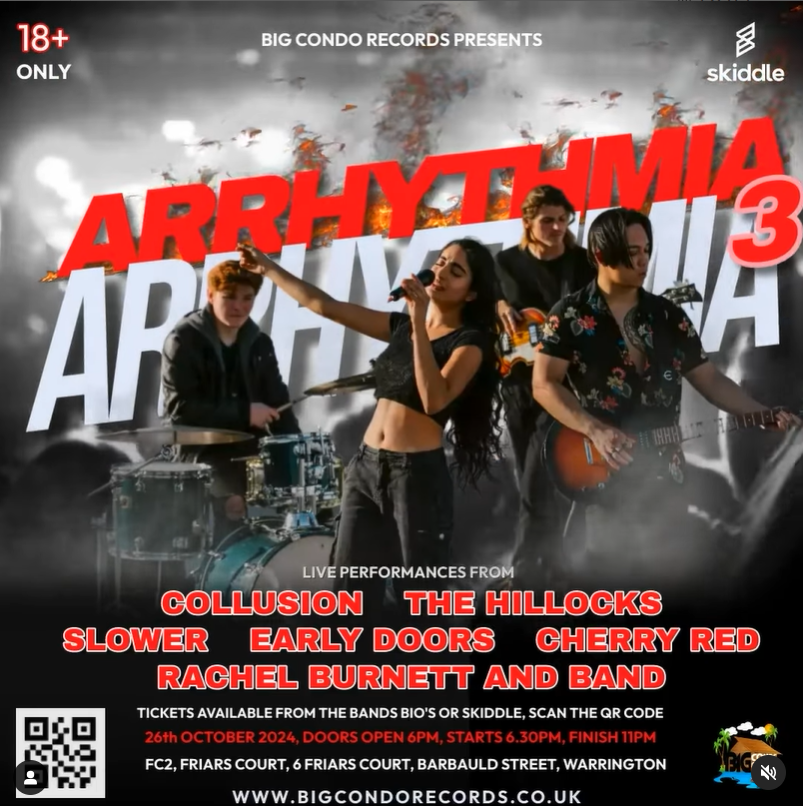 18+
ONLY
BIG CONDO RECORDS PRESENTS
skiddle
ARRHYTHMIA
3
ARRHYTHMIA
LIVE PERFORMANCES FROM
COLLUSION THE HILLOCKS
SLOWER EARLY DOORS CHERRY RED
RACHEL BURNETT AND BAND
TICKETS AVAILABLE FROM THE BANDS BIO'S OR SKIDDLE, SCAN THE QR CODE
26th OCTOBER 2024, DOORS OPEN 6PM, STARTS 6.30PM, FINISH 11PM
FC2, FRIARS COURT, 6 FRIARS COURT, BARBAULD STREET, WARRINGTON
BIG
WWW.BIGCONDORECORDS.CO.UK